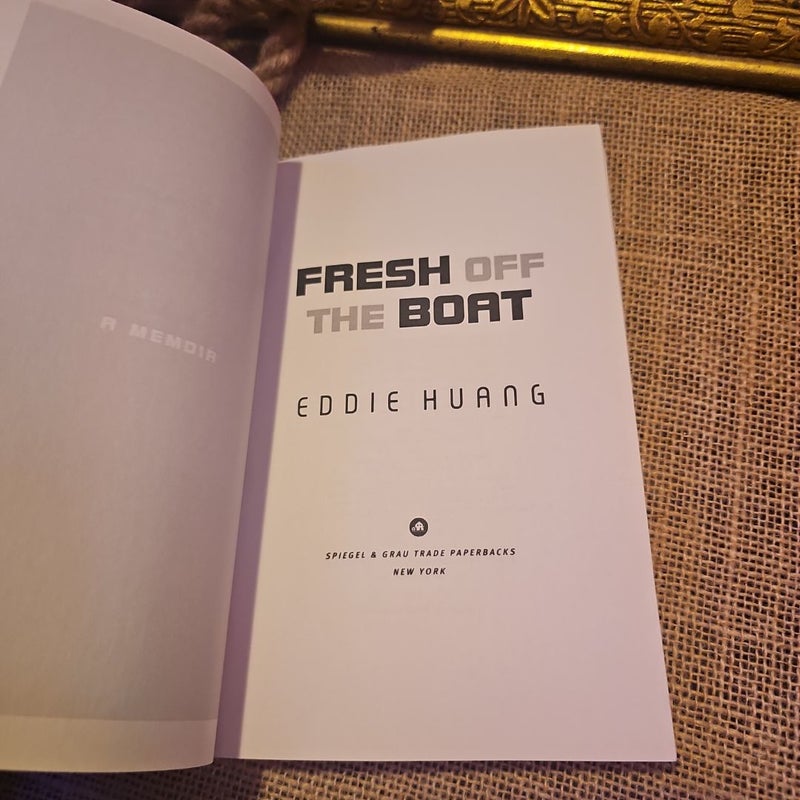 A MEMOIR
FRESH OFF
THE BOAT
EDDIE HUANG
SPIEGEL & GRAU TRADE PAPERBACKS
NEW YORK